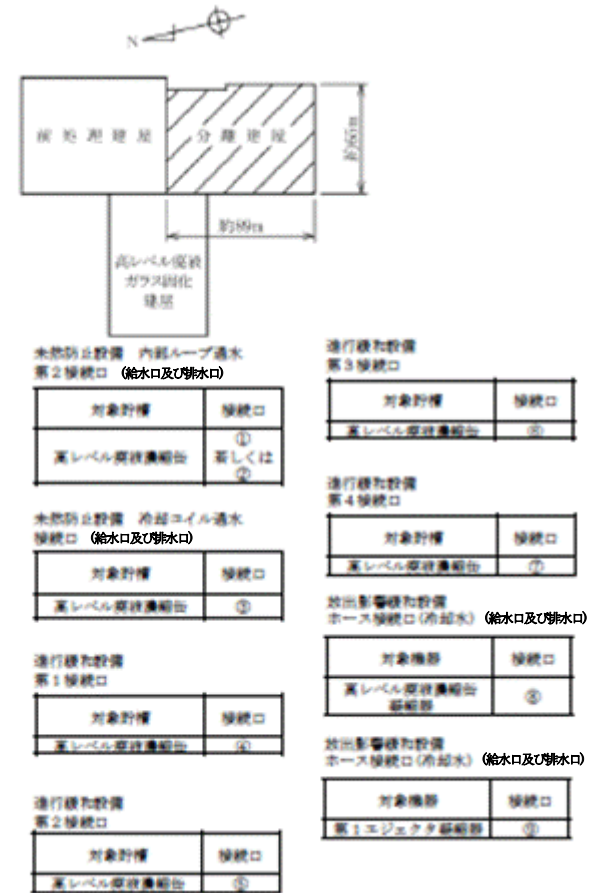 N
前処理建屋
分離建屋
約65m
約89m
高レベル廃液
ガラス固化
建屋
未然防止設備 内部ループ通水
第2接続口 (給水口及び排水口)
対象貯槽 接続口
高レベル廃液濃縮缶 ① 若しくは ②
未然防止設備 冷却コイル通水
接続口 (給水口及び排水口)
対象貯槽 接続口
高レベル廃液濃縮缶 ③
進行緩和設備
第1接続口
対象貯槽 接続口
高レベル廃液濃縮缶 ④
進行緩和設備
第2接続口
対象貯槽 接続口
高レベル廃液濃縮缶 ⑤
進行緩和設備
第3接続口
対象貯槽 接続口
高レベル廃液濃縮缶 ⑥
進行緩和設備
第4接続口
対象貯槽 接続口
高レベル廃液濃縮缶 ⑦
放出影響緩和設備
ホース接続口(冷却水) (給水口及び排水口)
対象機器 接続口
高レベル廃液濃縮缶
凝縮器 ⑧
放出影響緩和設備
ホース接続口(冷却水) (給水口及び排水口)
対象機器 接続口
第1エジェクタ凝縮器 ⑨